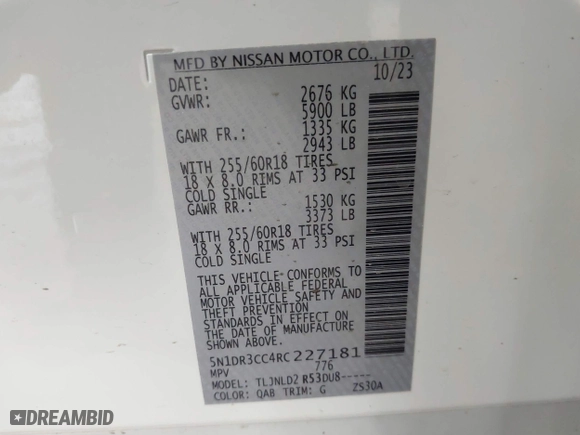 MFD BY NISSAN MOTOR CO., LTD.
DATE: 10/23
GVWR: 2676 KG
5900 LB
GAWR FR.: 1335 KG
2943 LB
WITH 255/60R18 TIRES
18 X 8.0 RIMS AT 33 PSI
COLD SINGLE
GAWR RR.: 1530 KG
3373 LB
WITH 255/60R18 TIRES
18 X 8.0 RIMS AT 33 PSI
COLD SINGLE
THIS VEHICLE CONFORMS TO
ALL APPLICABLE FEDERAL
MOTOR VEHICLE SAFETY AND
THEFT PREVENTION
STANDARDS IN EFFECT ON
THE DATE OF MANUFACTURE
SHOWN ABOVE.
5N1DR3CC4RC227181
MPV 776
MODEL: TLJNLD2 R53DU8-----
COLOR: QAB TRIM: G ZS30A
© CARDEALERMAGNET
BIDFAX